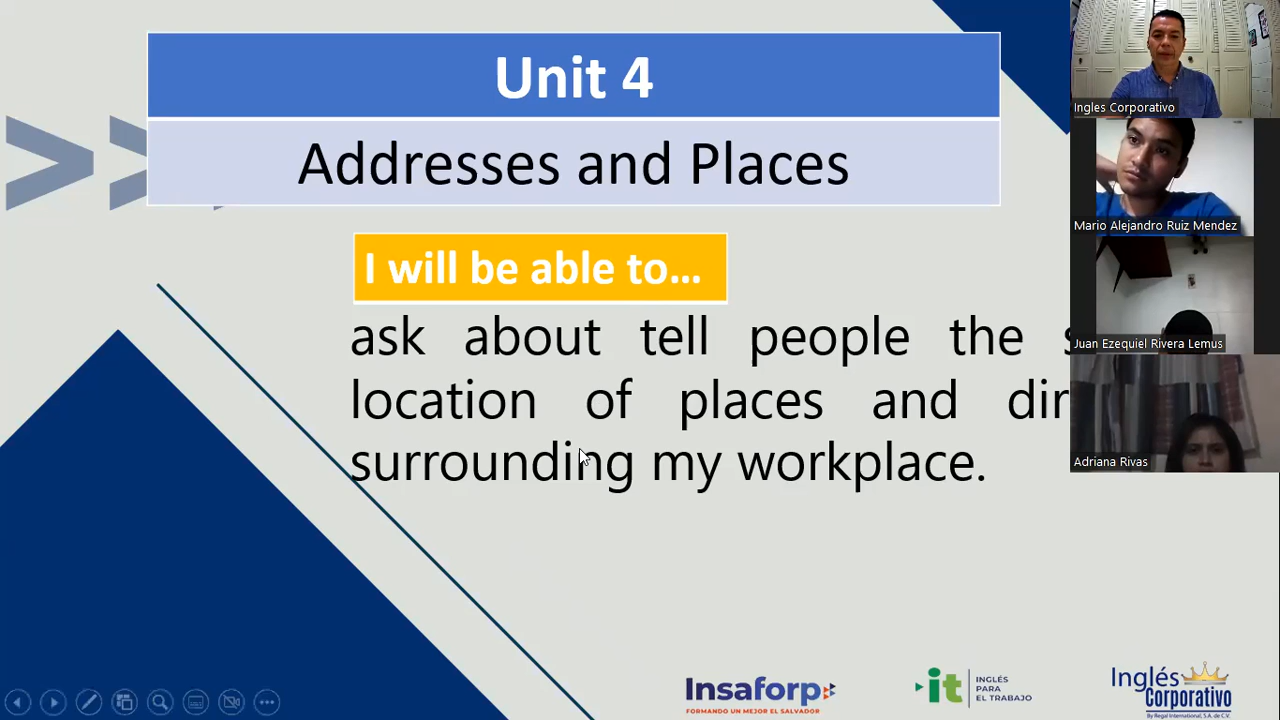 Unit 4
Addresses and Places
I will be able to...
ask about tell people the
location of places and
surrounding my workplace.
Ingles Corporativo
Mario Alejandro Ruiz Mendez
Juan Ezequiel Rivera Lemus
Adriana Rivas
Insaforp
FORMANDO UN MEJOR EL SALVADOR
it
INGLÉS
PARA
EL TRABAJO
Inglés
Corporativo
By Regal International, S.A. de C.V.